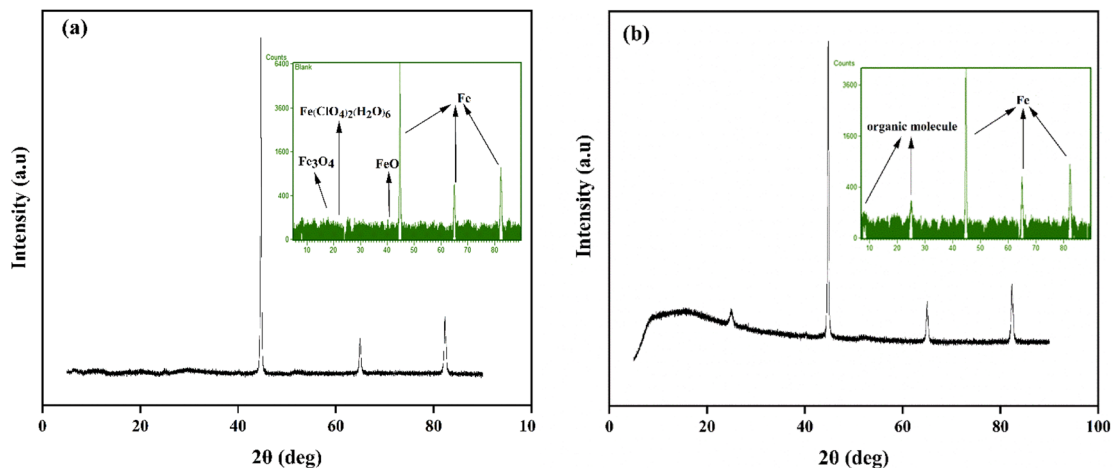 (a)
Counts
6400
Blank
3600
1600
400
0
10
20
30
40
50
60
70
80
Fe(ClO4)2(H2O)6
Fe3O4
FeO
Fe
Intensity (a.u)
0
20
40
60
80
10
2θ (deg)
(b)
Counts
3600
1600
400
0
10
20
30
40
50
60
70
80
organic molecule
Fe
Intensity (a.u)
0
20
40
60
80
100
2θ (deg)